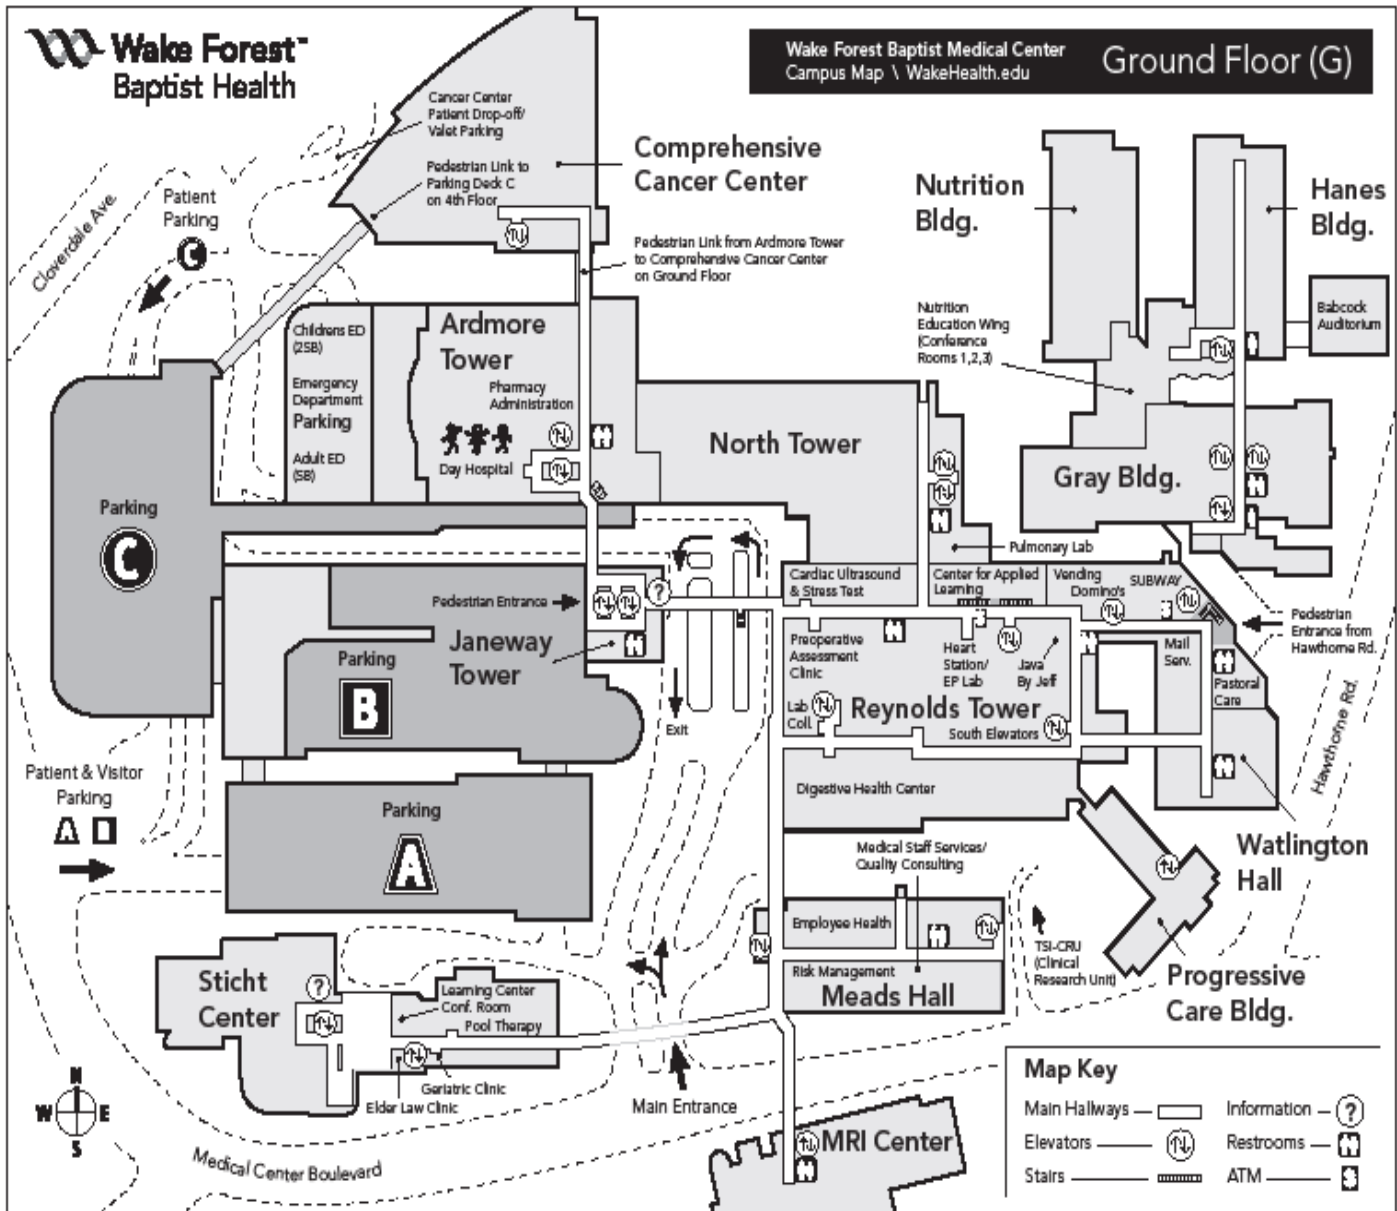 Wake Forest™
Baptist Health
Wake Forest Baptist Medical Center
Campus Map \ WakeHealth.edu
Ground Floor (G)
Cancer Center
Patient Drop-off/
Valet Parking
Pedestrian Link to
Parking Deck C
on 4th Floor
Comprehensive
Cancer Center
Nutrition
Bldg.
Hanes
Bldg.
Cloverdale Ave.
Patient
Parking
C
Pedestrian Link from Ardmore Tower
to Comprehensive Cancer Center
on Ground Floor
Nutrition
Education Wing
(Conference
Rooms 1,2,3)
Babcock
Auditorium
Childrens ED
(2SB)
Emergency
Department
Parking
Adult ED
(SB)
Ardmore
Tower
Pharmacy
Administration
Day Hospital
North Tower
Gray Bldg.
Parking
C
Pulmonary Lab
Cardiac Ultrasound
& Stress Test
Center for Applied
Learning
Vending
Domino's
SUBWAY
Pedestrian Entrance
?
Janeway
Tower
Parking
B
Preoperative
Assessment
Clinic
Heart
Station/
EP Lab
Java
By Jeff
Mail
Serv.
Pedestrian
Entrance from
Hawthorne Rd.
Pastoral
Care
Lab
Coll.
Reynolds Tower
South Elevators
Exit
Hawthorne Rd.
Patient & Visitor
Parking
A
Parking
A
Digestive Health Center
Medical Staff Services/
Quality Consulting
Watlington
Hall
Employee Health
Risk Management
Meads Hall
TSI-CRU
(Clinical
Research Unit)
Progressive
Care Bldg.
Sticht
Center
?
Learning Center
Conf. Room
Pool Therapy
Geriatric Clinic
Elder Law Clinic
Main Entrance
MRI Center
Medical Center Boulevard
N
W
E
S
Map Key
Main Hallways
Information
?
Elevators
Restrooms
Stairs
ATM